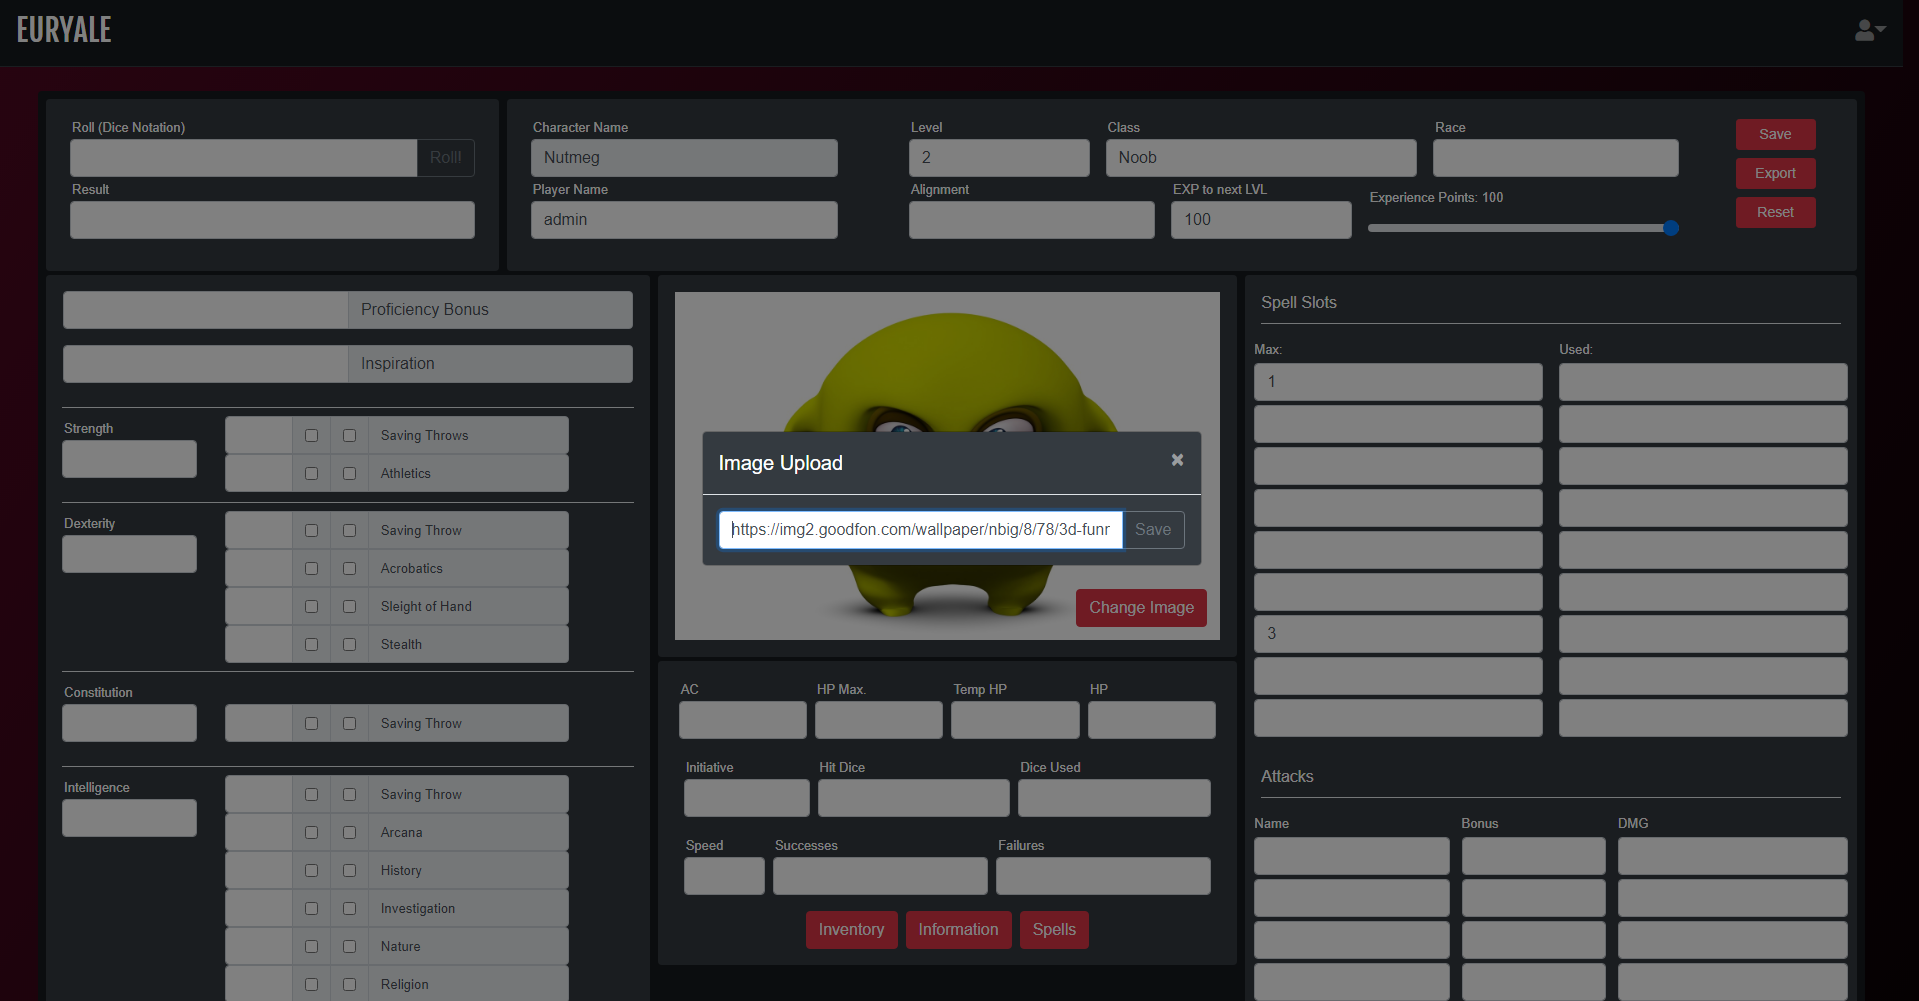 EURYALE
Roll (Dice Notation)
Roll!
Result
Character Name
Nutmeg
Level
2
Class
Noob
Race
Player Name
admin
Alignment
EXP to next LVL
100
Experience Points: 100
Save
Export
Reset
Proficiency Bonus
Inspiration
Strength
Saving Throws
Athletics
Dexterity
Saving Throw
Acrobatics
Sleight of Hand
Stealth
Constitution
Saving Throw
Intelligence
Saving Throw
Arcana
History
Investigation
Nature
Religion
Image Upload
×
https://img2.goodfon.com/wallpaper/nbig/8/78/3d-funr
Save
Change Image
AC
HP Max.
Temp HP
HP
Initiative
Hit Dice
Dice Used
Speed
Successes
Failures
Inventory
Information
Spells
Spell Slots
Max:
Used:
1
3
Attacks
Name
Bonus
DMG